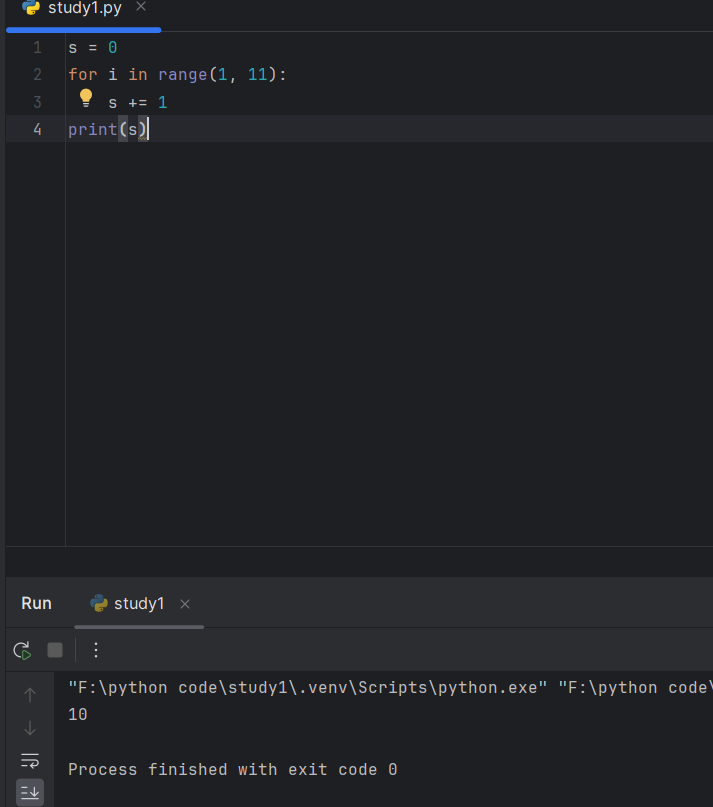 study1.py
1 s = 0
2 for i in range(1, 11):
3     s += 1
4 print(s)
Run study1
"F:\python code\study1\.venv\Scripts\python.exe" "F:\python code\
10
Process finished with exit code 0